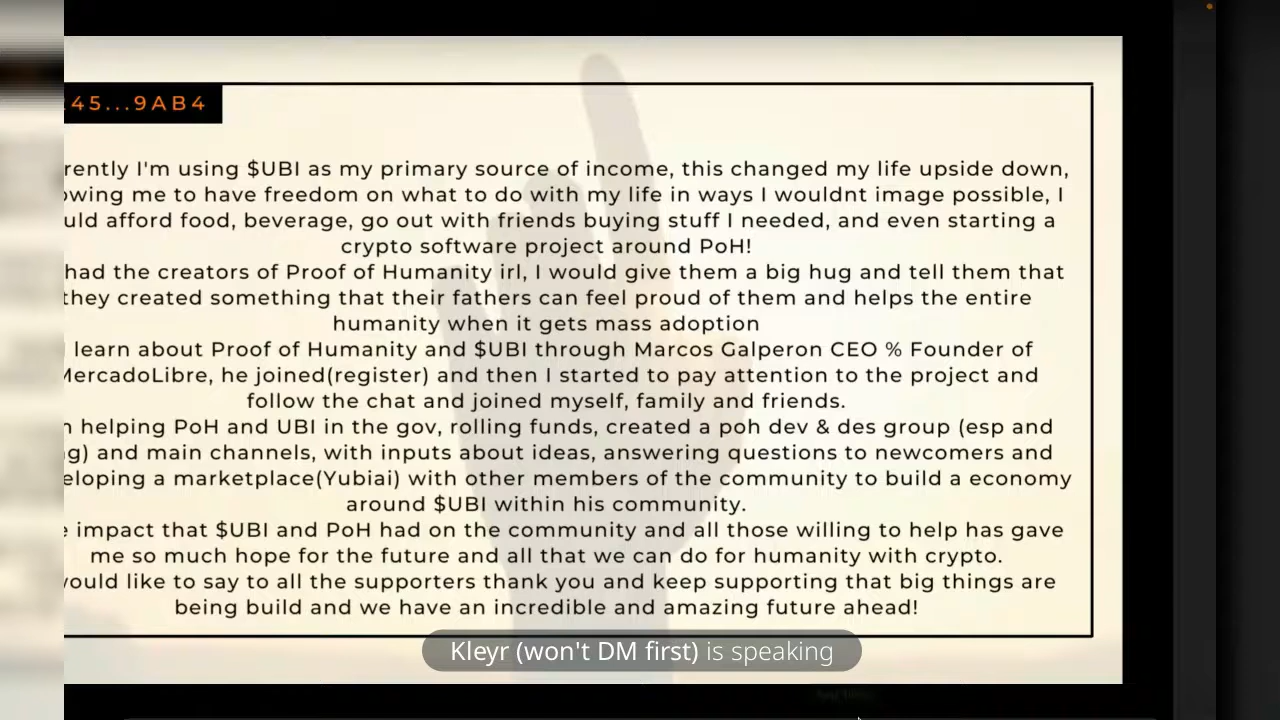 45...9AB4
rently I'm using $UBI as my primary source of income, this changed my life upside down,
owing me to have freedom on what to do with my life in ways I wouldnt image possible, I
uld afford food, beverage, go out with friends buying stuff I needed, and even starting a
crypto software project around PoH!
had the creators of Proof of Humanity irl, I would give them a big hug and tell them that
they created something that their fathers can feel proud of them and helps the entire
humanity when it gets mass adoption
learn about Proof of Humanity and $UBI through Marcos Galperon CEO % Founder of
MercadoLibre, he joined(register) and then I started to pay attention to the project and
follow the chat and joined myself, family and friends.
helping PoH and UBI in the gov, rolling funds, created a poh dev & des group (esp and
g) and main channels, with inputs about ideas, answering questions to newcomers and
eloping a marketplace(Yubiai) with other members of the community to build a economy
around $UBI within his community.
e impact that $UBI and PoH had on the community and all those willing to help has gave
me so much hope for the future and all that we can do for humanity with crypto.
would like to say to all the supporters thank you and keep supporting that big things are
being build and we have an incredible and amazing future ahead!
Kleyr (won't DM first) is speaking